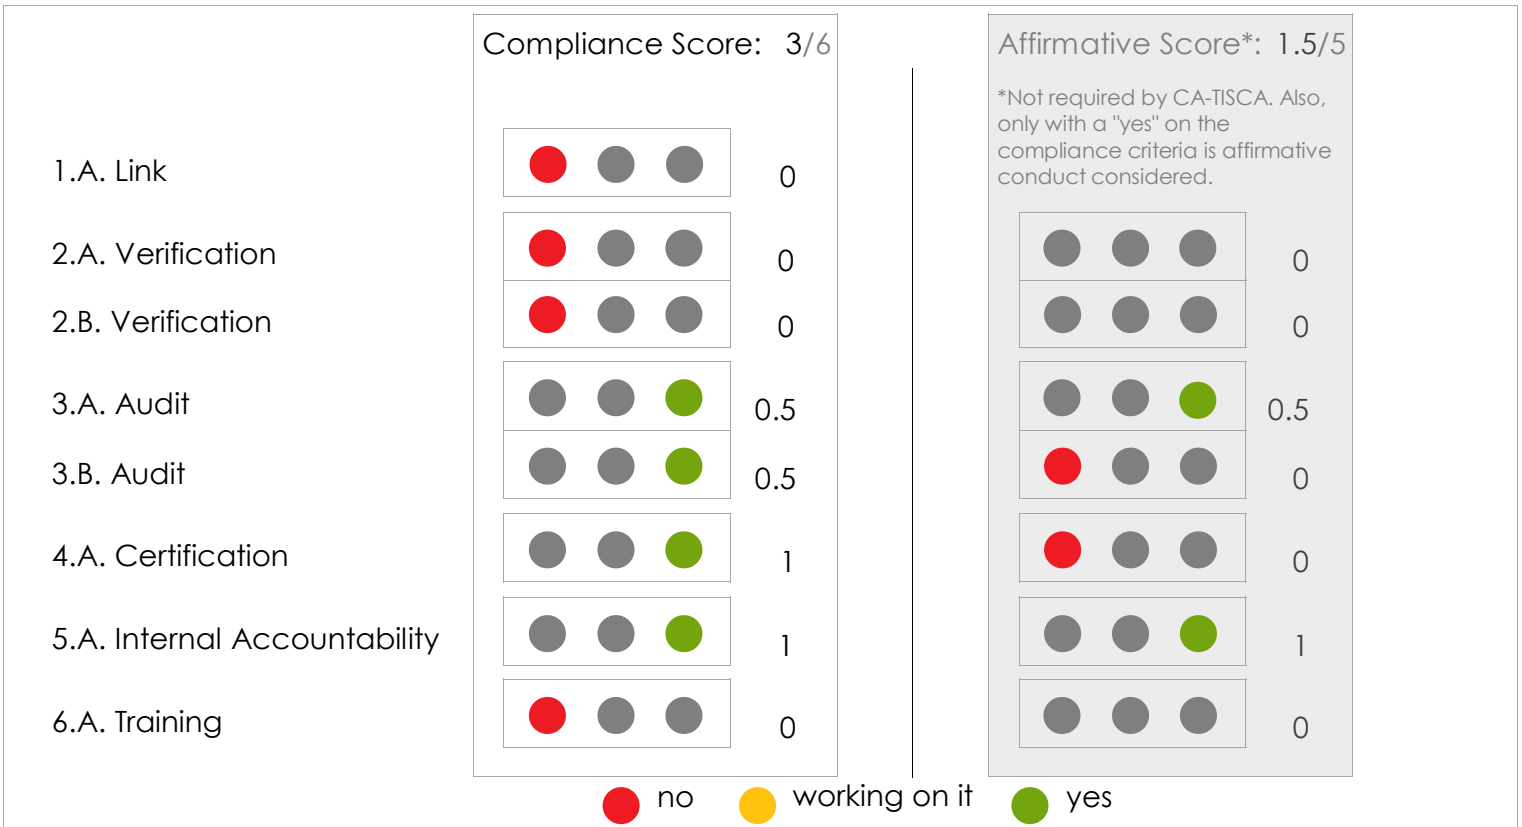 Compliance Score: 3/6
Affirmative Score*: 1.5/5
*Not required by CA-TISCA. Also,
only with a "yes" on the
compliance criteria is affirmative
conduct considered.
1.A. Link 0
2.A. Verification 0 0
2.B. Verification 0 0
3.A. Audit 0.5 0.5
3.B. Audit 0.5 0
4.A. Certification 1 0
5.A. Internal Accountability 1 1
6.A. Training 0 0
no working on it yes